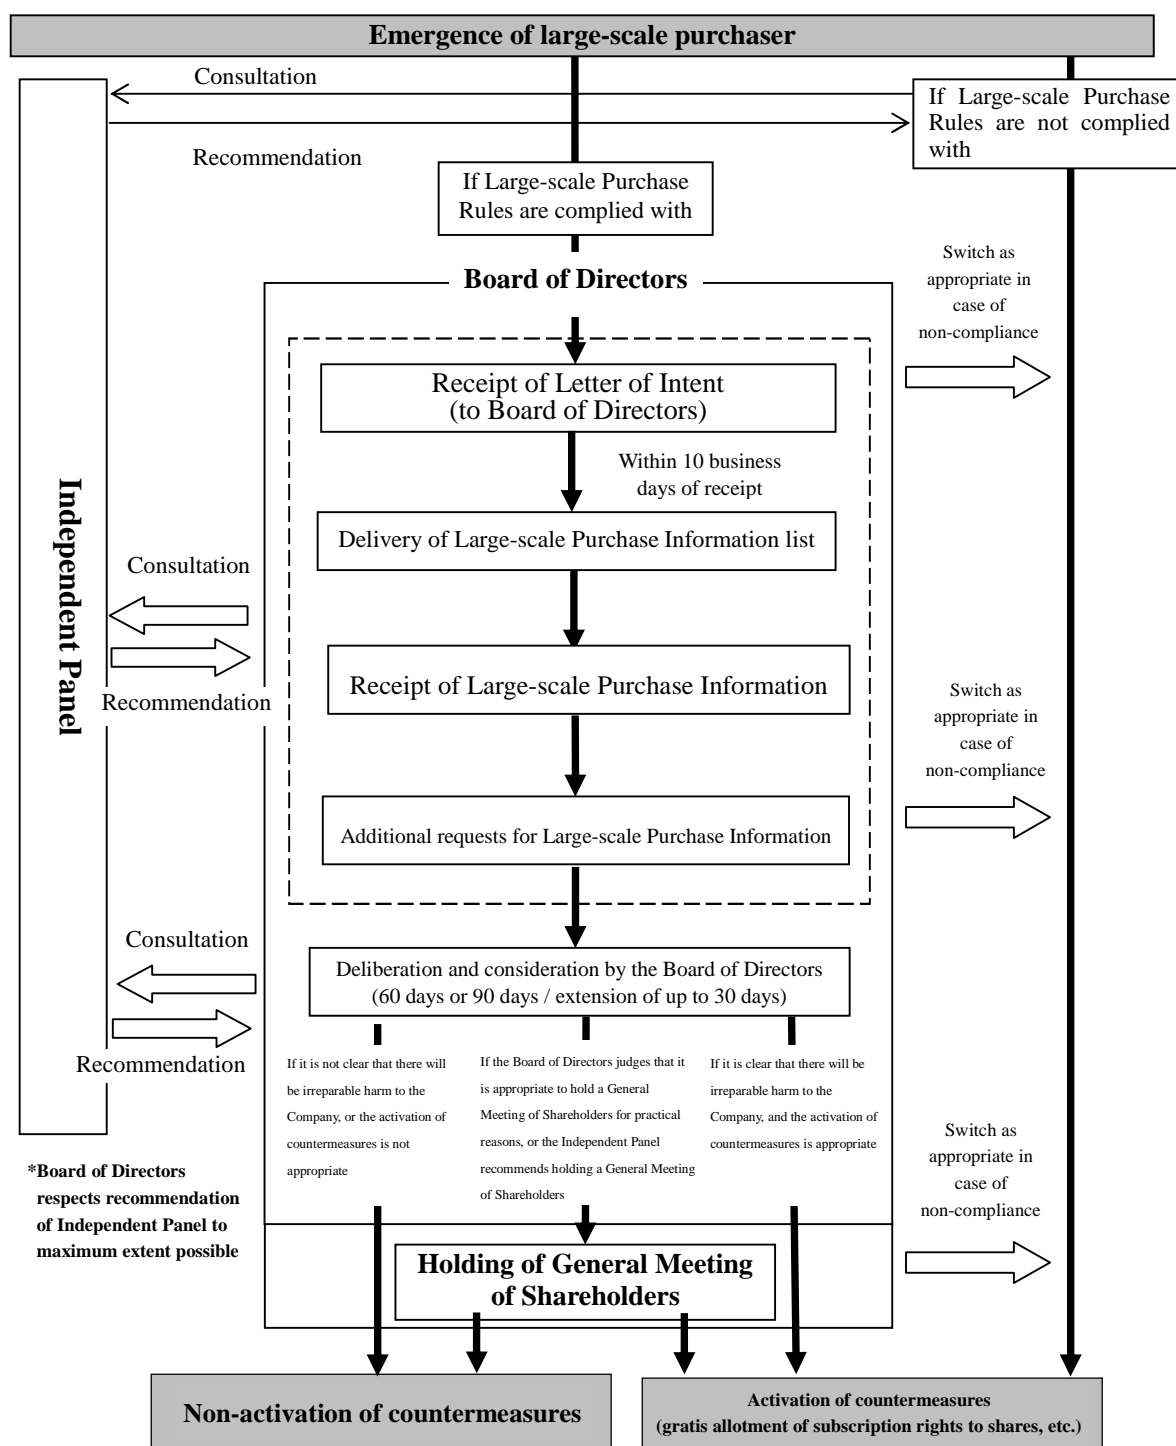 Emergence of large-scale purchaser
Consultation
If Large-scale Purchase
Rules are not complied
with
Recommendation
If Large-scale Purchase
Rules are complied with
Switch as
appropriate in
case of
non-compliance
Board of Directors
Receipt of Letter of Intent
(to Board of Directors)
Within 10 business
days of receipt
Independent Panel
Delivery of Large-scale Purchase Information list
Consultation
Recommendation
Receipt of Large-scale Purchase Information
Switch as
appropriate in
case of
non-compliance
Additional requests for Large-scale Purchase Information
Consultation
Recommendation
Deliberation and consideration by the Board of Directors
(60 days or 90 days / extension of up to 30 days)
If it is not clear that there will
be irreparable harm to the
Company, or the activation of
countermeasures is not
appropriate
If the Board of Directors judges that it
is appropriate to hold a General
Meeting of Shareholders for practical
reasons, or the Independent Panel
recommends holding a General Meeting
of Shareholders
If it is clear that there will be
irreparable harm to the
Company, and the activation of
countermeasures is appropriate
Switch as
appropriate in
case of
non-compliance
*Board of Directors
respects recommendation
of Independent Panel to
maximum extent possible
Holding of General Meeting
of Shareholders
Non-activation of countermeasures
Activation of countermeasures
(gratis allotment of subscription rights to shares, etc.)